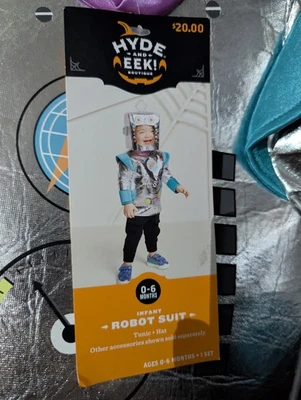 $20.00
HYDE
AND
EEK!
BOUTIQUE
0-6
MONTHS
INFANT
ROBOT SUIT
Tunic • Hat
Other accessories shown sold separately
AGES 0-6 MONTHS • 1 SET